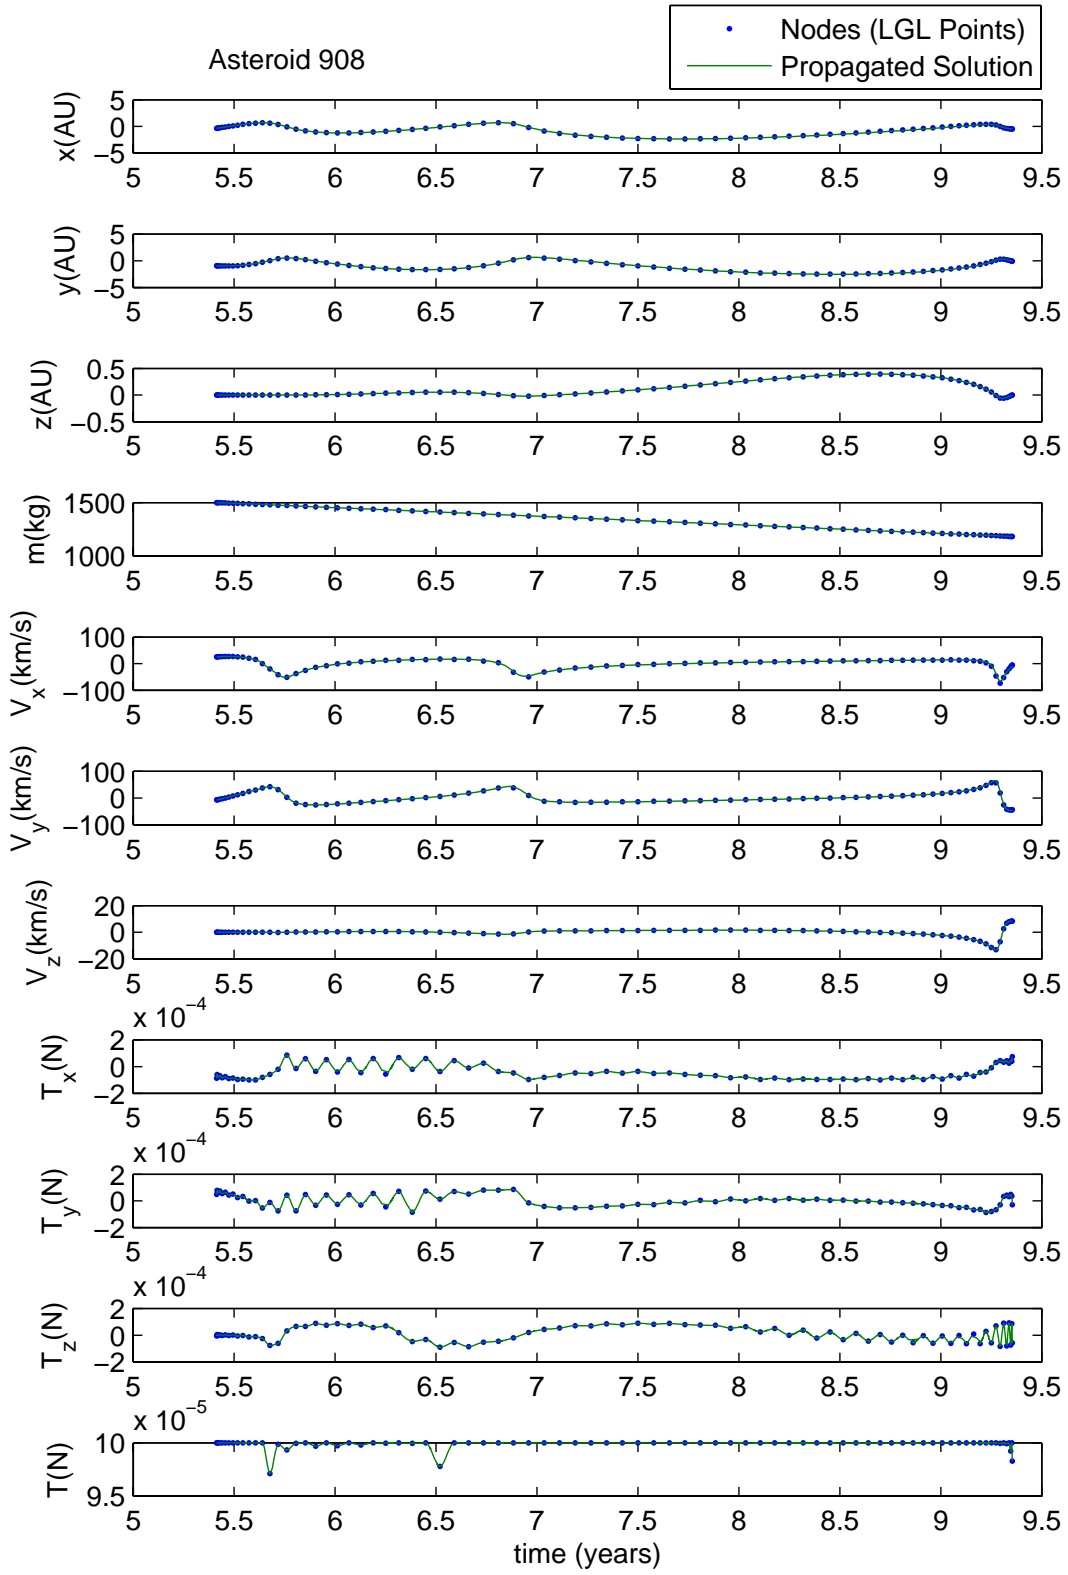 Asteroid 908
Nodes (LGL Points)
Propagated Solution
x(AU)
5
0
−5
5 5.5 6 6.5 7 7.5 8 8.5 9 9.5
y(AU)
5
0
−5
5 5.5 6 6.5 7 7.5 8 8.5 9 9.5
z(AU)
0.5
0
−0.5
5 5.5 6 6.5 7 7.5 8 8.5 9 9.5
m(kg)
1500
1000
5 5.5 6 6.5 7 7.5 8 8.5 9 9.5
V_x(km/s)
100
0
−100
5 5.5 6 6.5 7 7.5 8 8.5 9 9.5
V_y(km/s)
100
0
−100
5 5.5 6 6.5 7 7.5 8 8.5 9 9.5
V_z(km/s)
20
0
−20
5 5.5 6 6.5 7 7.5 8 8.5 9 9.5
x 10^−4
T_x(N)
2
0
−2
5 5.5 6 6.5 7 7.5 8 8.5 9 9.5
x 10^−4
T_y(N)
2
0
−2
5 5.5 6 6.5 7 7.5 8 8.5 9 9.5
x 10^−4
T_z(N)
2
0
−2
5 5.5 6 6.5 7 7.5 8 8.5 9 9.5
x 10^−5
T(N)
10
9.5
5 5.5 6 6.5 7 7.5 8 8.5 9 9.5
time (years)